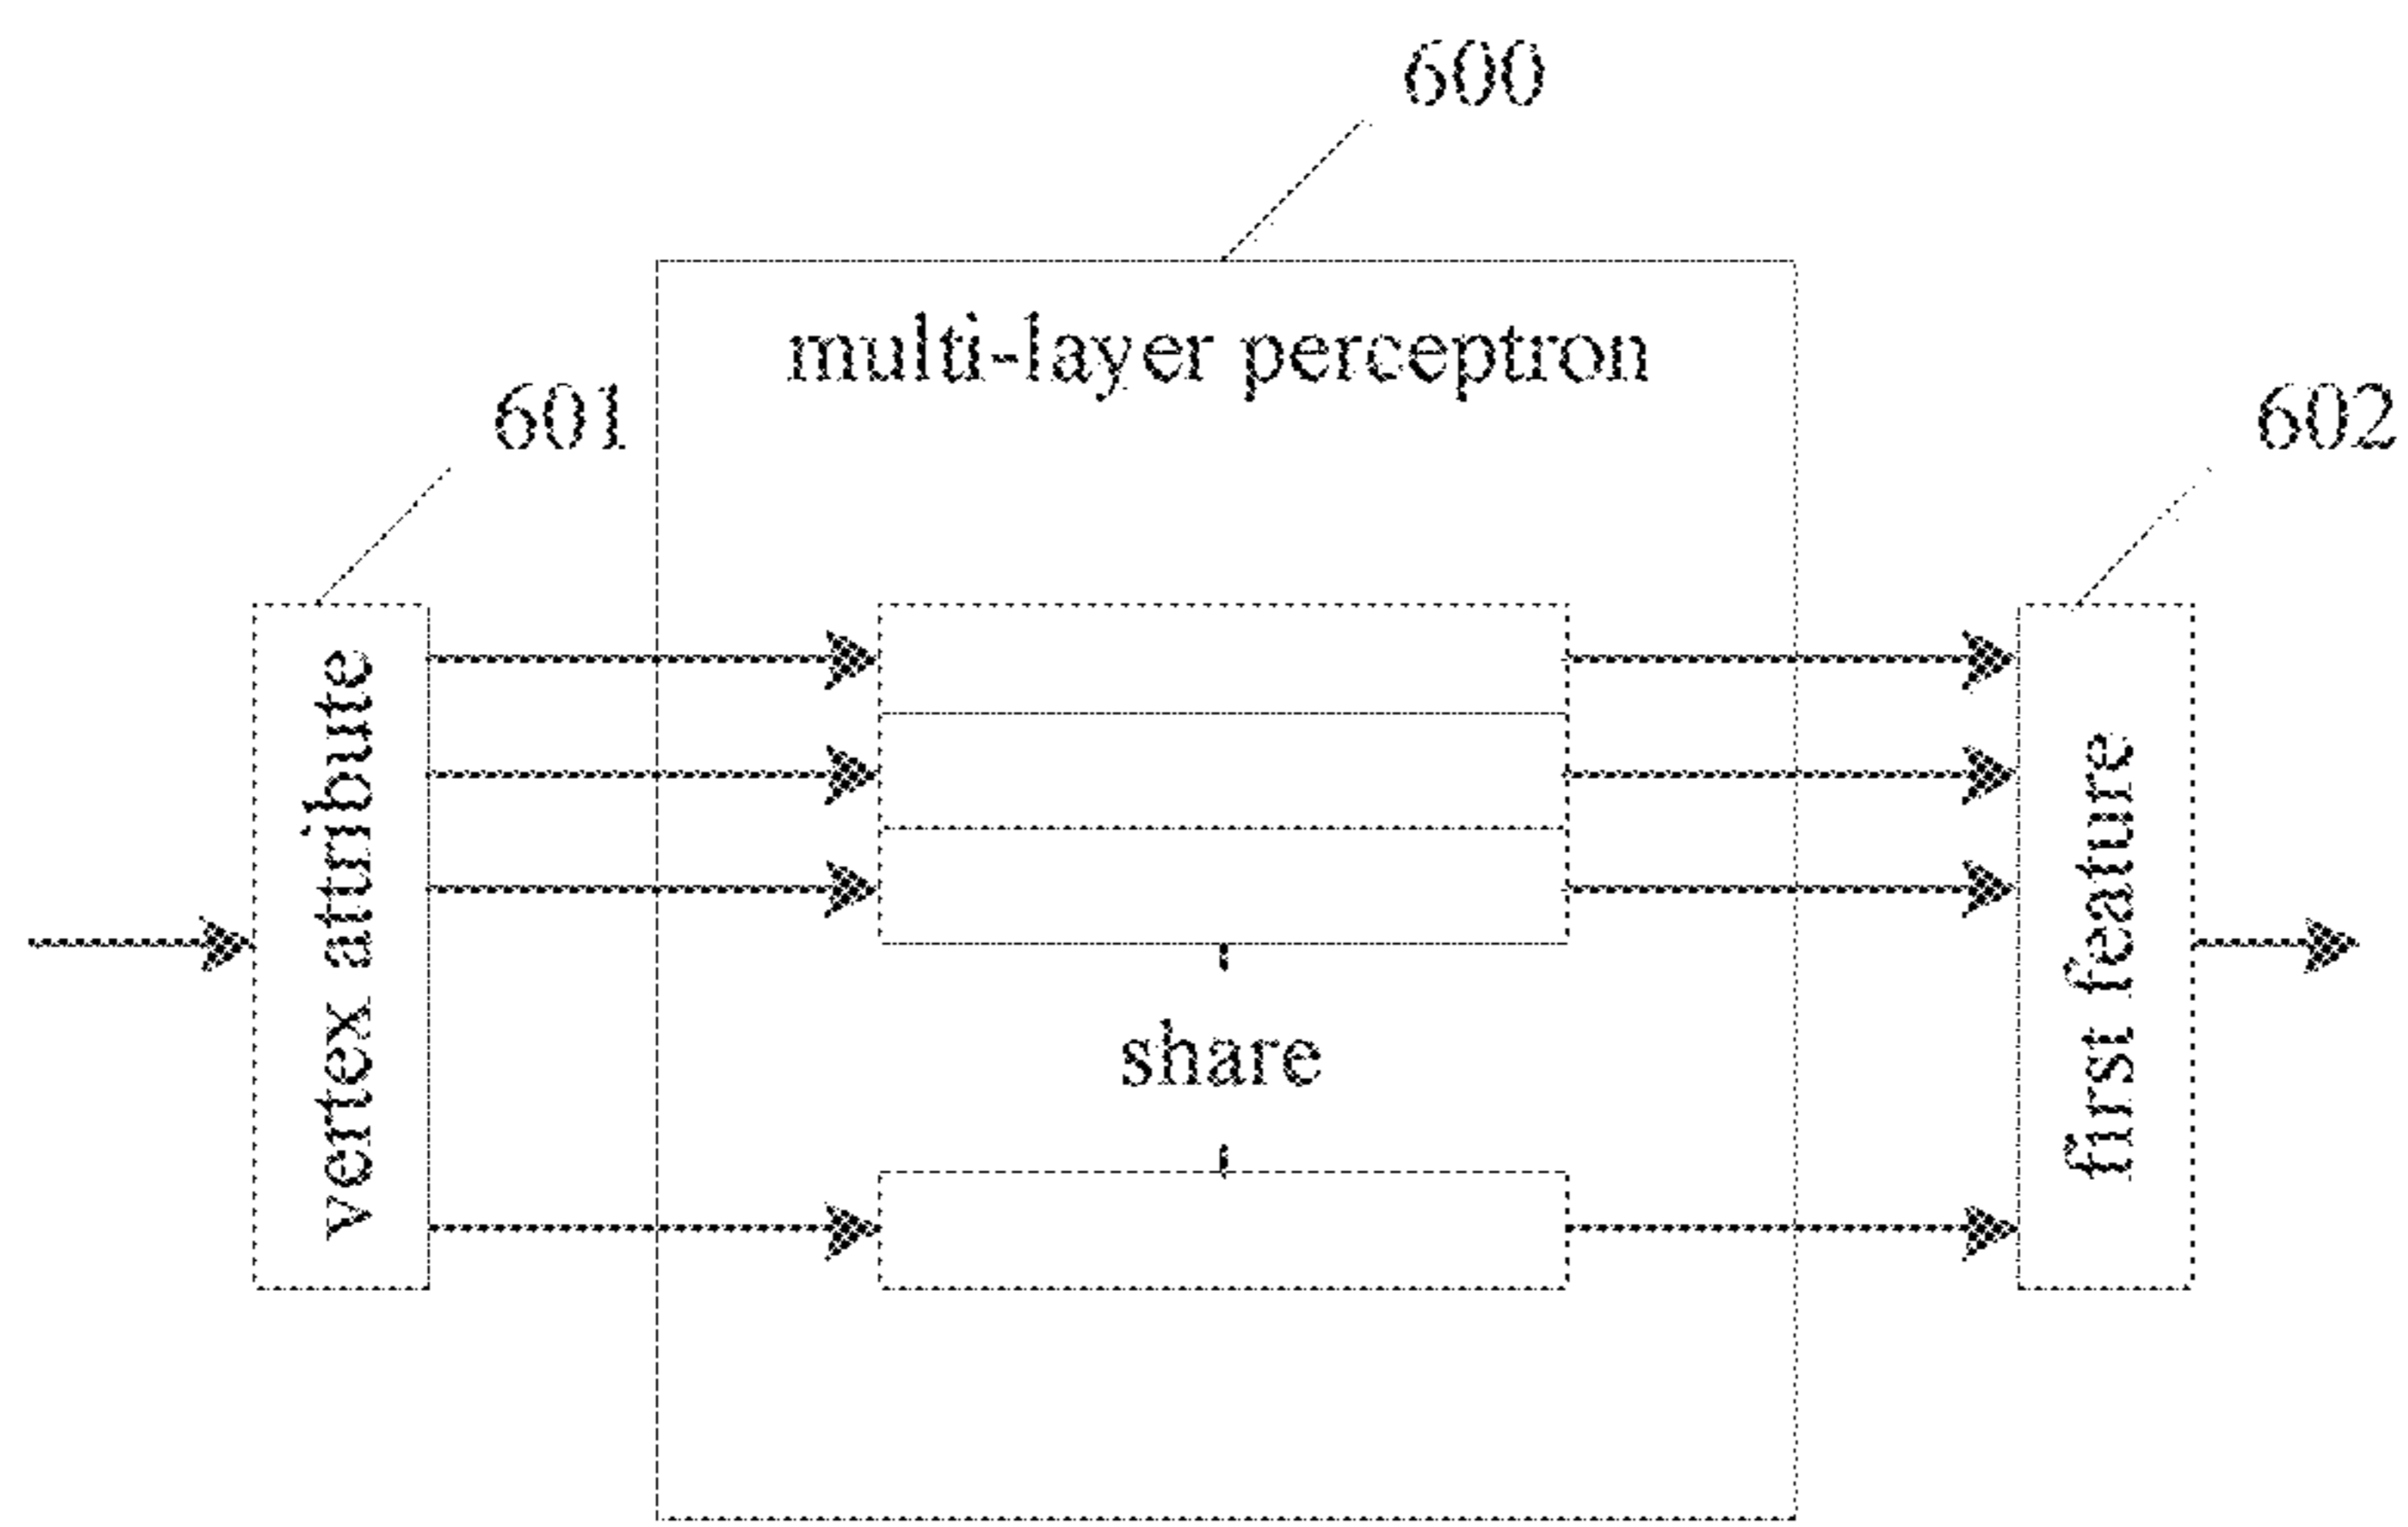 600
multi-layer perceptron
601
602
vertex attribute
first feature
share